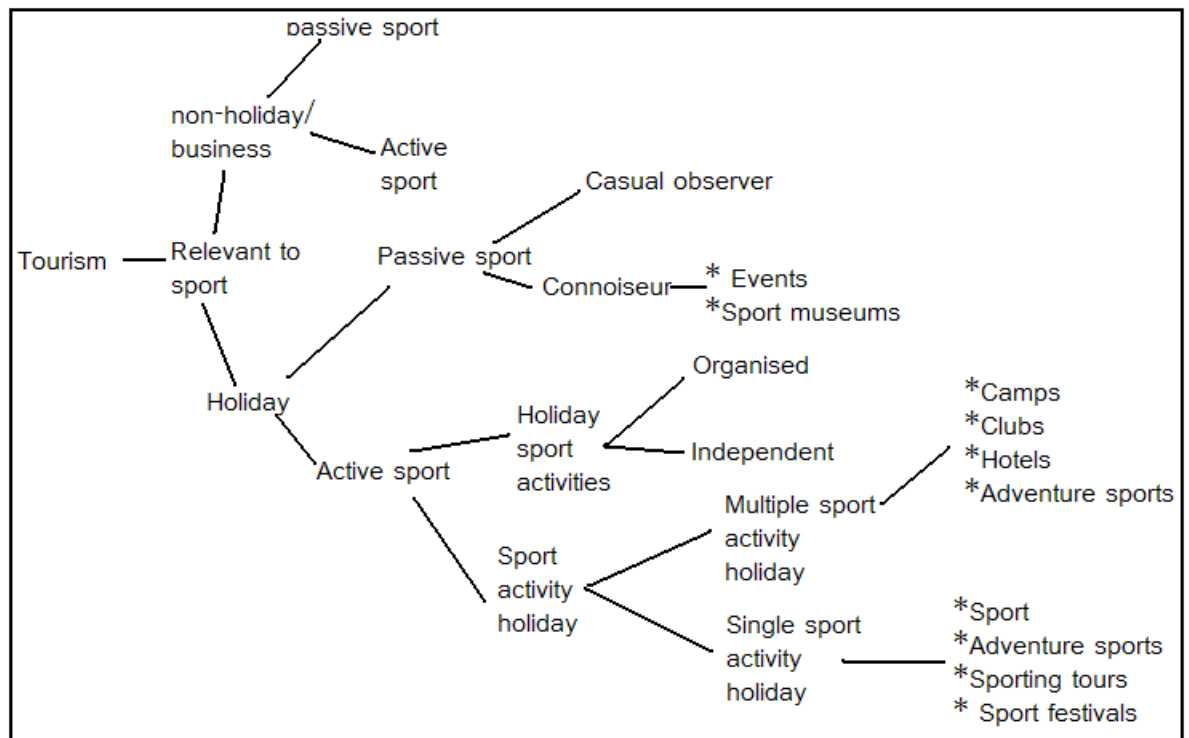 passive sport
non-holiday/
business
Active
sport
Casual observer
Tourism
Relevant to
sport
Passive sport
Connoiseur
* Events
*Sport museums
Organised
Holiday
Holiday
sport
activities
Independent
*Camps
*Clubs
*Hotels
*Adventure sports
Active sport
Multiple sport
activity
holiday
Sport
activity
holiday
Single sport
activity
holiday
*Sport
*Adventure sports
*Sporting tours
* Sport festivals